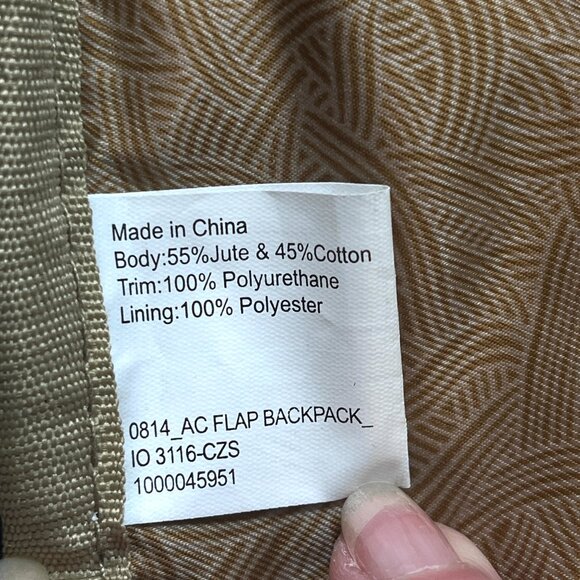 Made in China
Body:55%Jute & 45%Cotton
Trim:100% Polyurethane
Lining:100% Polyester
0814_AC FLAP BACKPACK_
IO 3116-CZS
1000045951